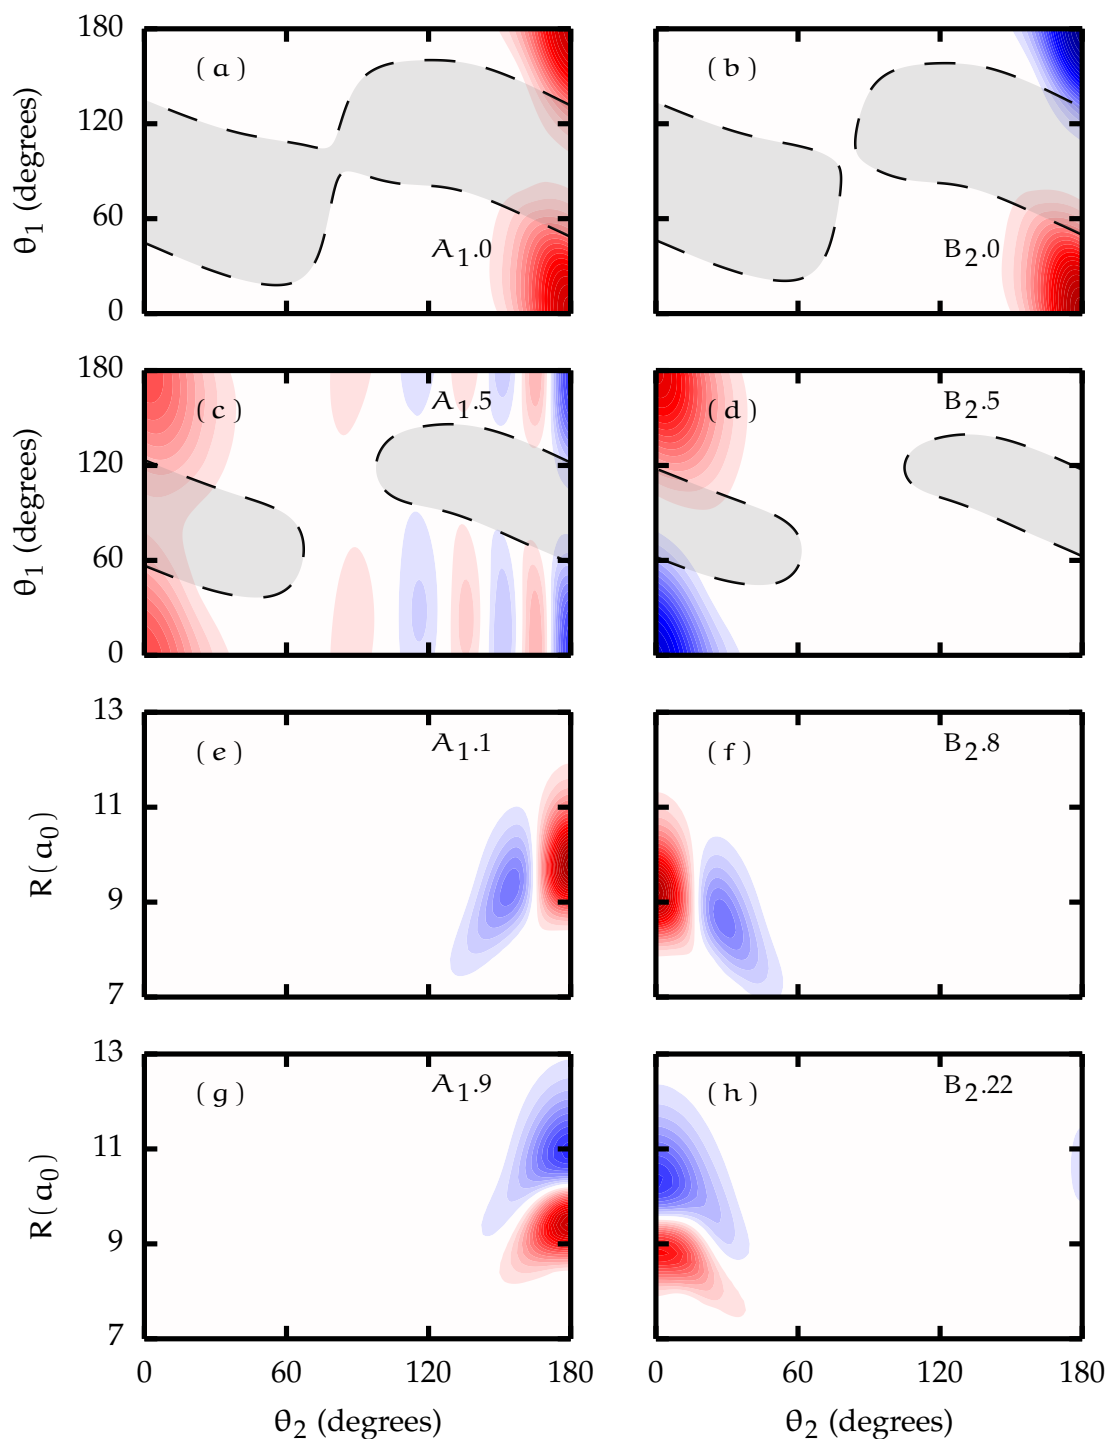 180
120
60
0
θ1 (degrees)
(a)
A1.0
(b)
B2.0
180
120
60
0
θ1 (degrees)
(c)
A1.5
(d)
B2.5
13
11
9
7
R(a0)
(e)
A1.1
(f)
B2.8
13
11
9
7
R(a0)
(g)
A1.9
(h)
B2.22
0 60 120 180
0 60 120 180
θ2 (degrees)
θ2 (degrees)